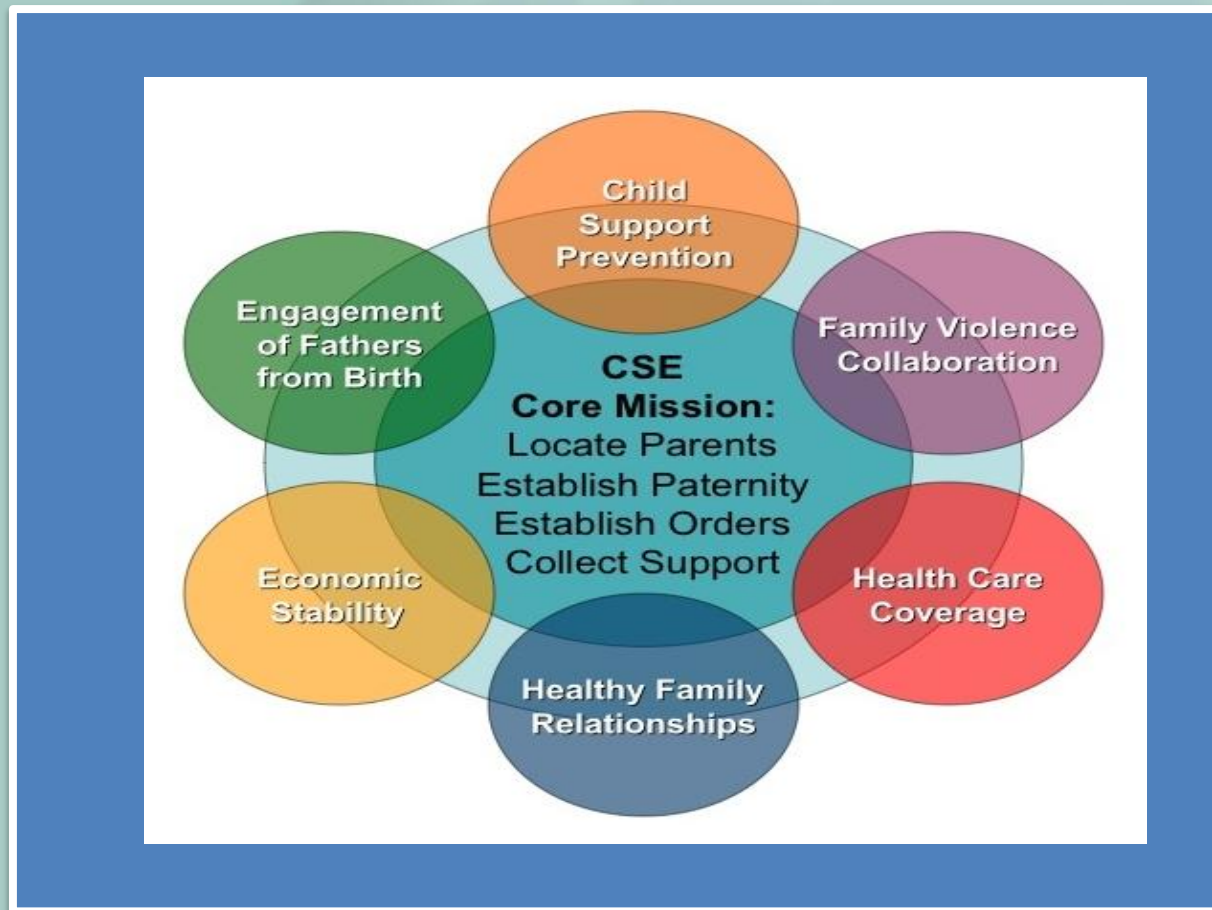 Child
Support
Prevention
Engagement
of Fathers
from Birth
Family Violence
Collaboration
CSE
Core Mission:
Locate Parents
Establish Paternity
Establish Orders
Collect Support
Economic
Stability
Health Care
Coverage
Healthy Family
Relationships